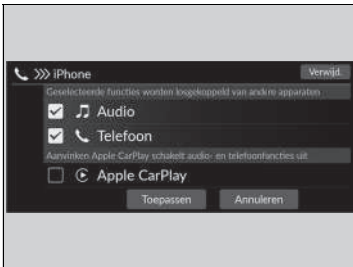 iPhone
Verwijd.
Geselecteerde functies worden losgekoppeld van andere apparaten
Audio
Telefoon
Aanvinken Apple CarPlay schakelt audio- en telefoonfuncties uit
Apple CarPlay
Toepassen
Annuleren